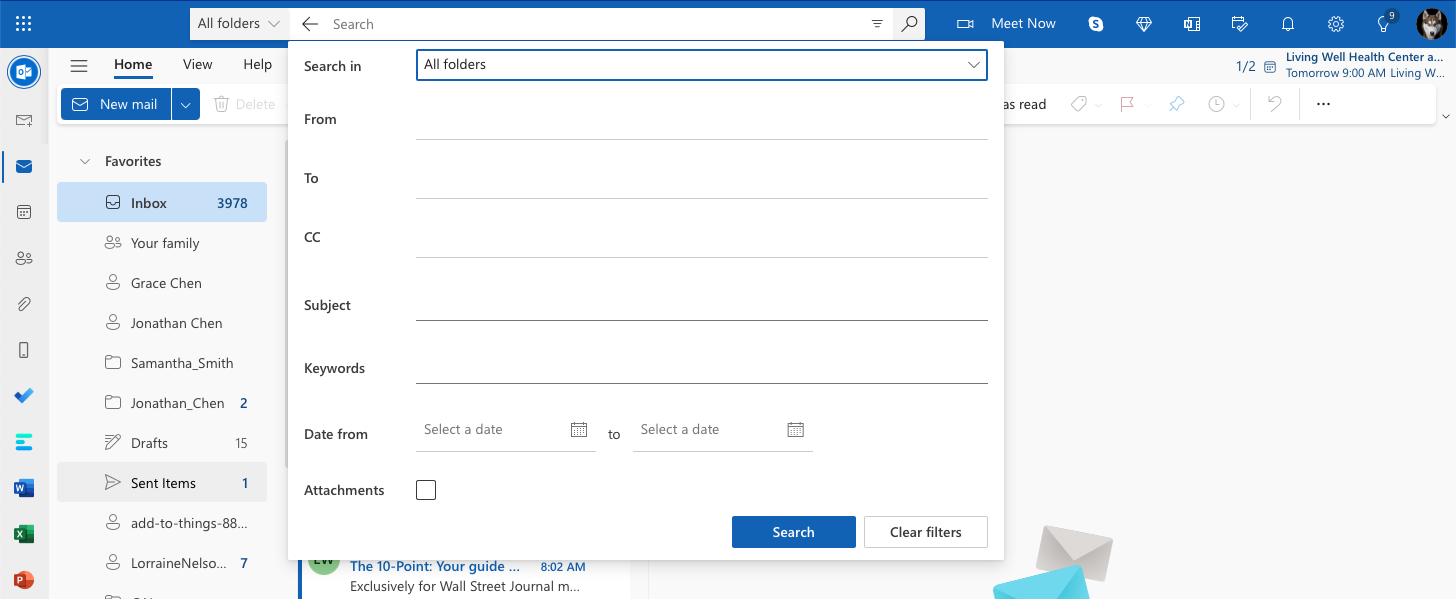 All folders
Search
Meet Now
9
Home
View
Help
1/2
Living Well Health Center a...
Tomorrow 9:00 AM Living W...
New mail
Delete
as read
Favorites
Inbox 3978
Your family
Grace Chen
Jonathan Chen
Samantha_Smith
Jonathan_Chen 2
Drafts 15
Sent Items 1
add-to-things-88...
LorraineNelso... 7
Search in
All folders
From
To
CC
Subject
Keywords
Date from
Select a date
to
Select a date
Attachments
Search
Clear filters
The 10-Point: Your guide ... 8:02 AM
Exclusively for Wall Street Journal m...